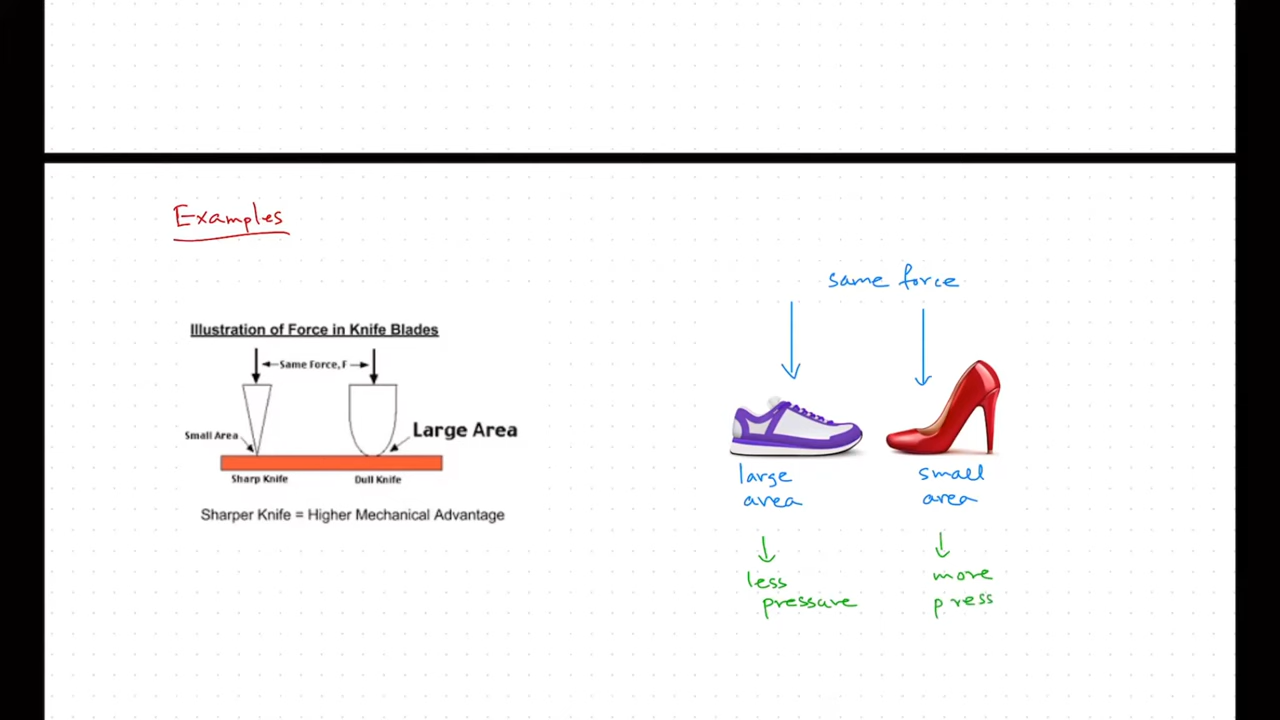 Examples
Illustration of Force in Knife Blades
Same Force, F
Small Area
Large Area
Sharp Knife
Dull Knife
Sharper Knife = Higher Mechanical Advantage
same force
large
area
small
area
less
pressure
more
press